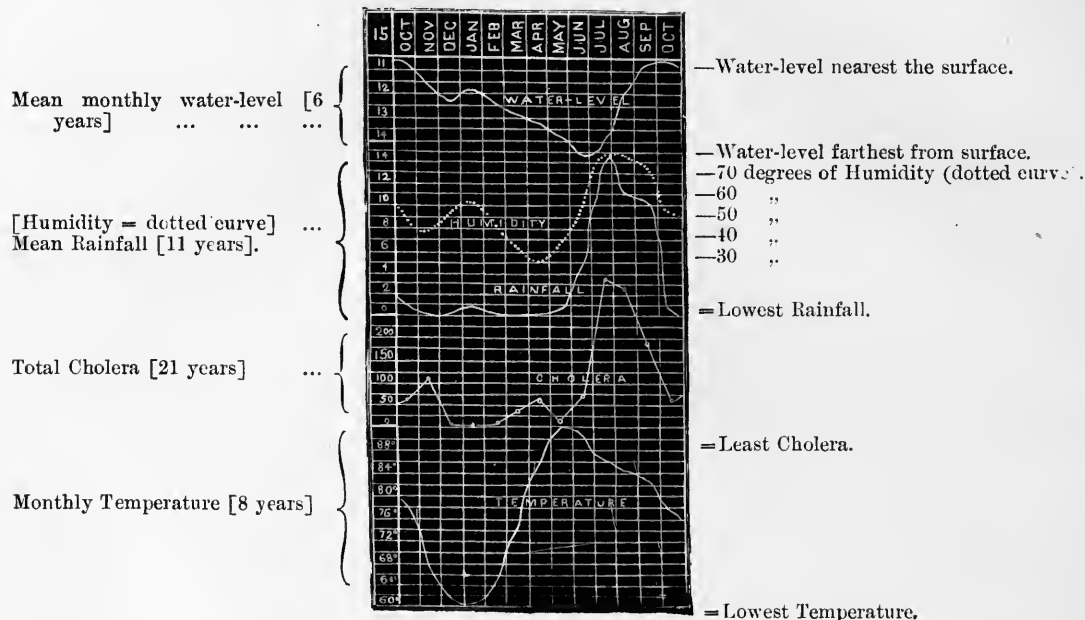 15 OCT NOV DEC JAN FEB MAR APR MAY JUN JUL AUG SEP OCT
11
12
13
14
WATER-LEVEL
14
12
10
8
6
4
2
0
HUMIDITY
RAINFALL
200
150
100
50
0
CHOLERA
88°
84°
80°
76°
72°
68°
64°
60°
TEMPERATURE
Mean monthly water-level [6
years] ... ... ...
[Humidity = dotted curve] ...
Mean Rainfall [11 years].
Total Cholera [21 years] ...
Monthly Temperature [8 years]
—Water-level nearest the surface.
—Water-level farthest from surface.
—70 degrees of Humidity (dotted curve.
—60 „
—50 „
—40 „
—30 „
=Lowest Rainfall.
=Least Cholera.
=Lowest Temperature.